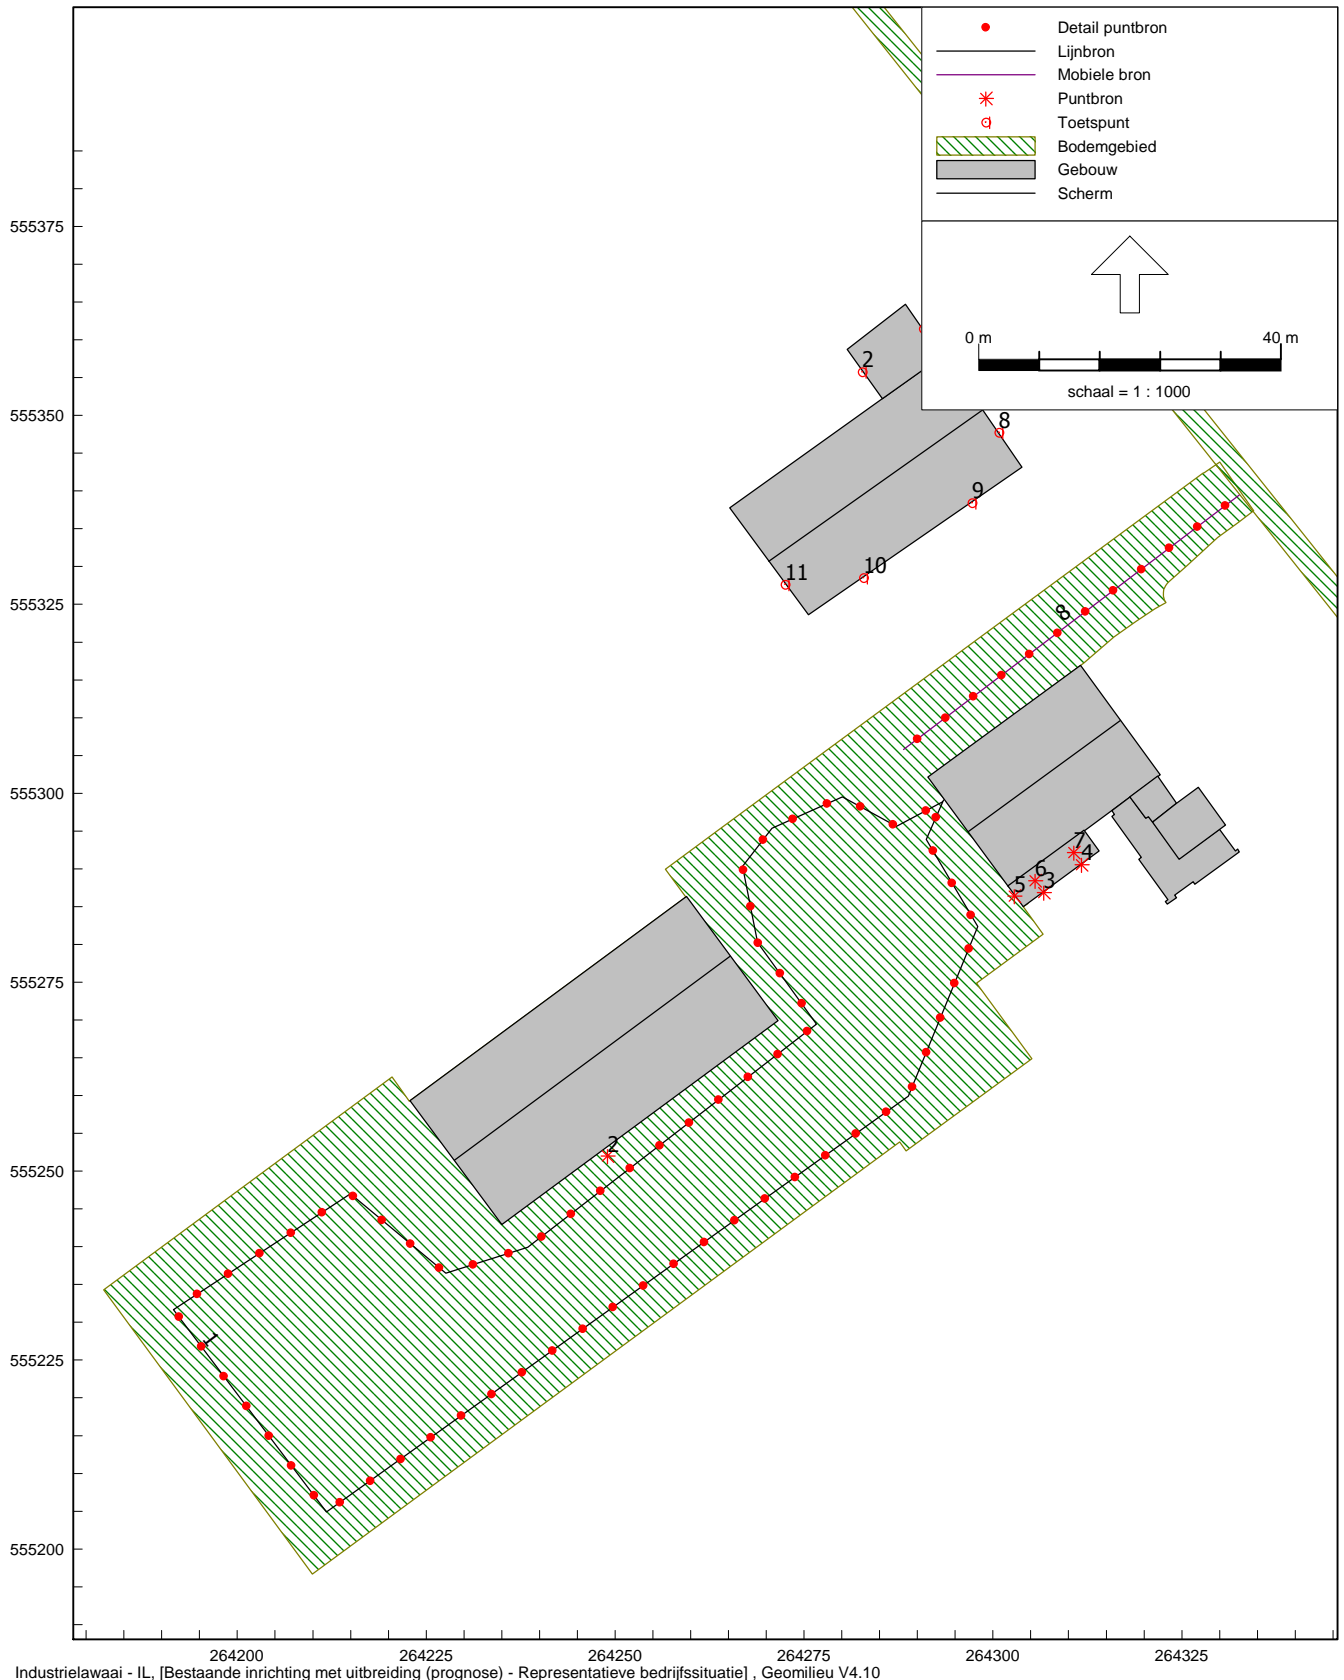 Detail puntbron
Lijnbron
Mobiele bron
Puntbron
Toetspunt
Bodemgebied
Gebouw
Scherm
0 m
40 m
schaal = 1 : 1000
555375
555350
555325
555300
555275
555250
555225
555200
2
8
9
10
11
8
7
4
6
3
5
2
1
264200
264225
264250
264275
264300
264325
Industrielawaai - IL, [Bestaande inrichting met uitbreiding (prognose) - Representatieve bedrijfssituatie] , Geomilieu V4.10